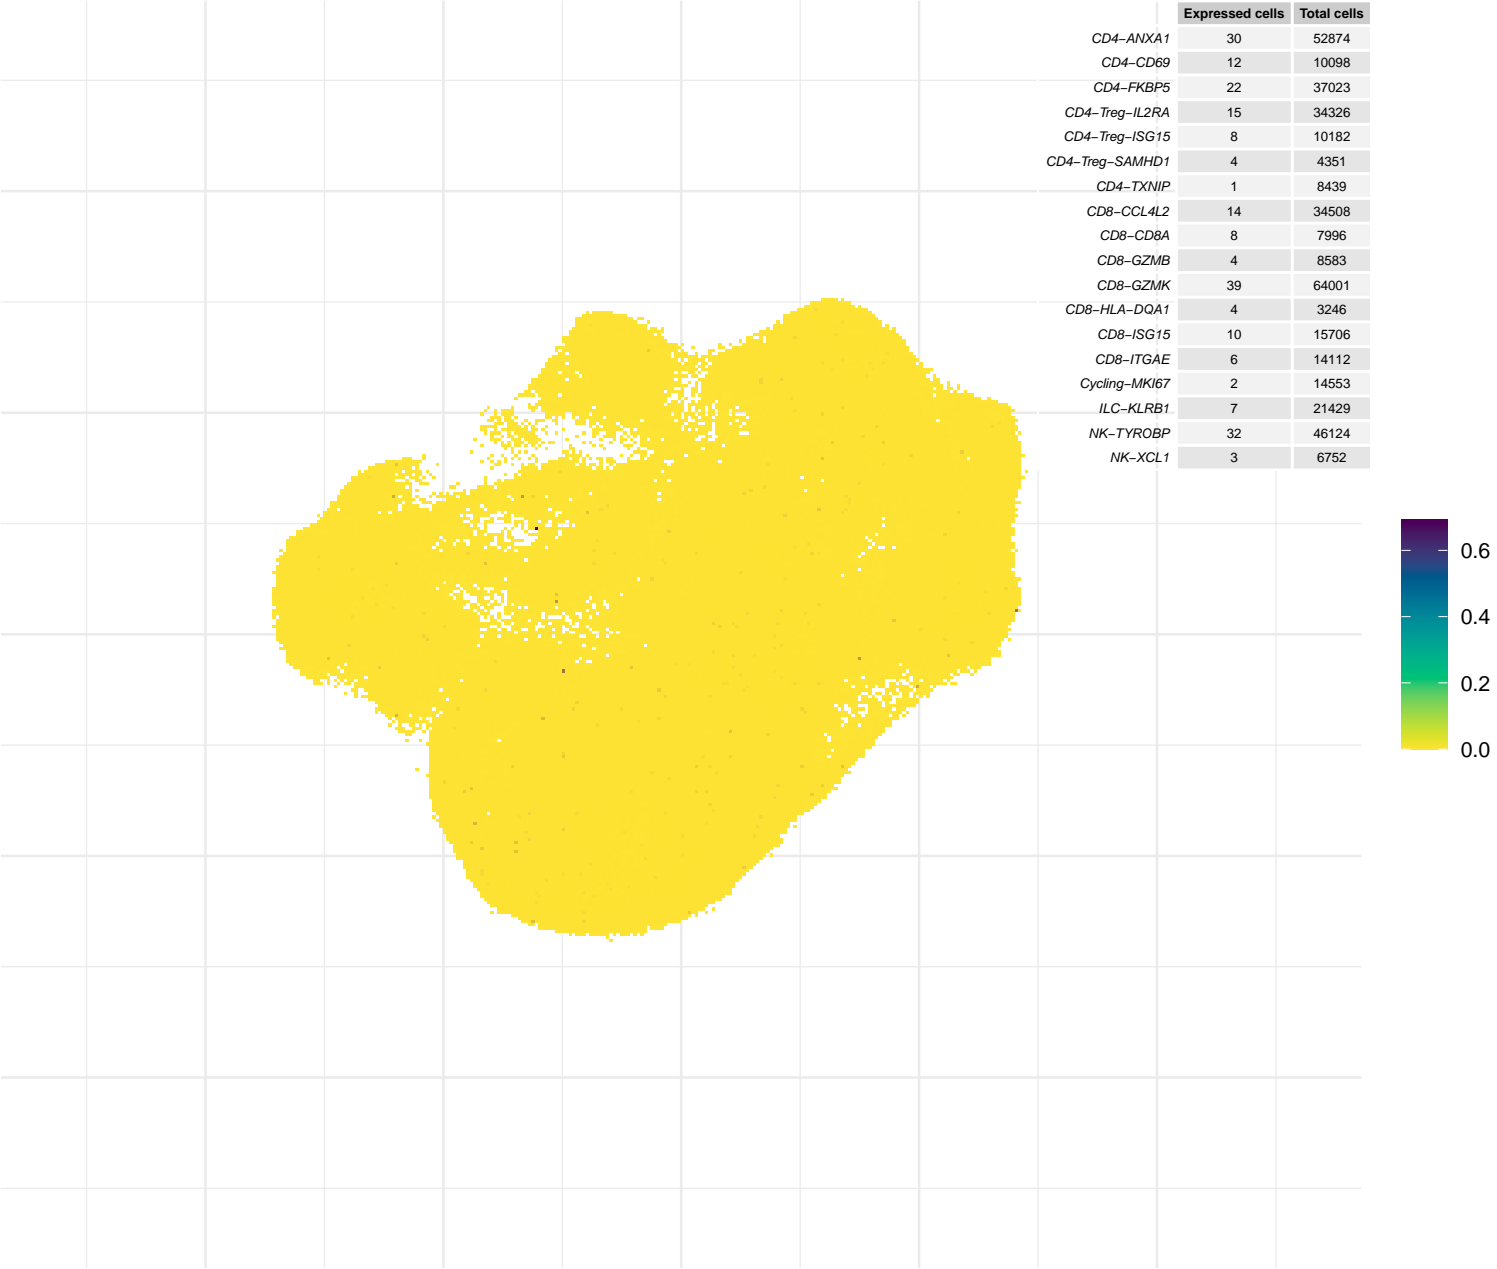 Expressed cells Total cells
CD4−ANXA1 30 52874
CD4−CD69 12 10098
CD4−FKBP5 22 37023
CD4−Treg−IL2RA 15 34326
CD4−Treg−ISG15 8 10182
CD4−Treg−SAMHD1 4 4351
CD4−TXNIP 1 8439
CD8−CCL4L2 14 34508
CD8−CD8A 8 7996
CD8−GZMB 4 8583
CD8−GZMK 39 64001
CD8−HLA−DQA1 4 3246
CD8−ISG15 10 15706
CD8−ITGAE 6 14112
Cycling−MKI67 2 14553
ILC−KLRB1 7 21429
NK−TYROBP 32 46124
NK−XCL1 3 6752
0.6
0.4
0.2
0.0